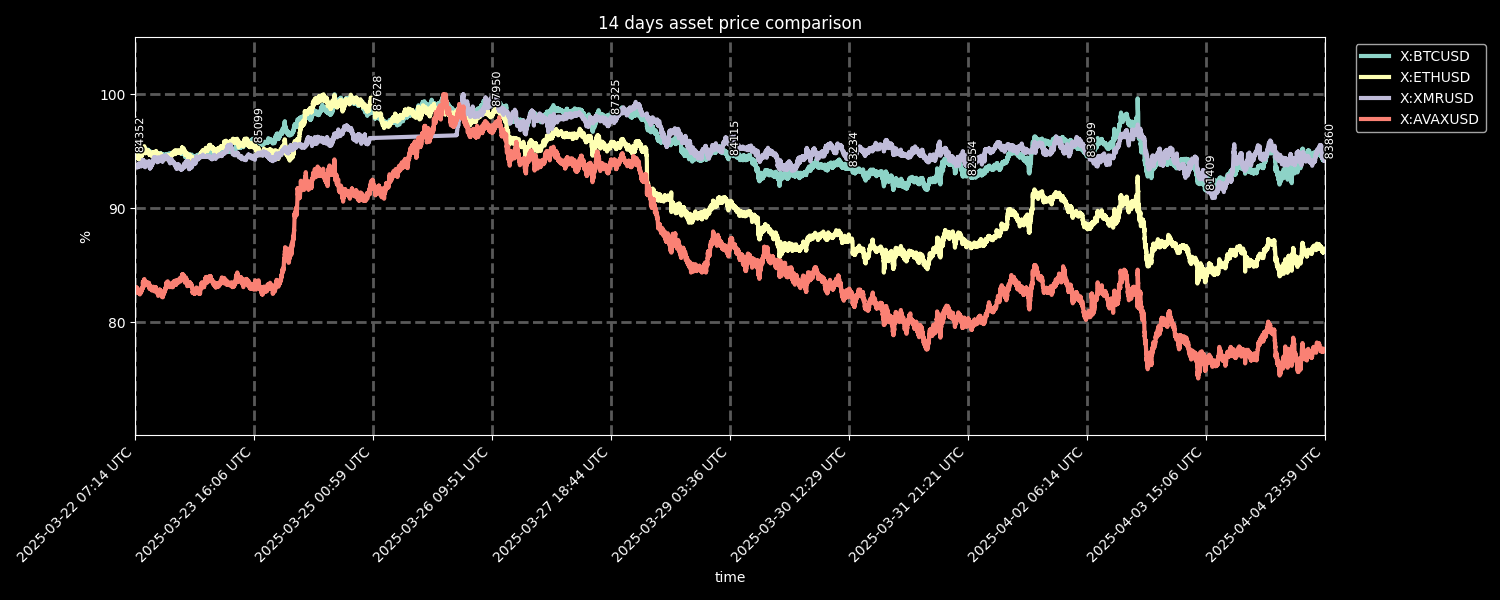 14 days asset price comparison
X:BTCUSD
X:ETHUSD
X:XMRUSD
X:AVAXUSD
100
90
80
%
84352
85099
87628
87950
87325
84115
83234
82554
83999
81409
83860
2025-03-22 07:14 UTC
2025-03-23 16:06 UTC
2025-03-25 00:59 UTC
2025-03-26 09:51 UTC
2025-03-27 18:44 UTC
2025-03-29 03:36 UTC
2025-03-30 12:29 UTC
2025-03-31 21:21 UTC
2025-04-02 06:14 UTC
2025-04-03 15:06 UTC
2025-04-04 23:59 UTC
time